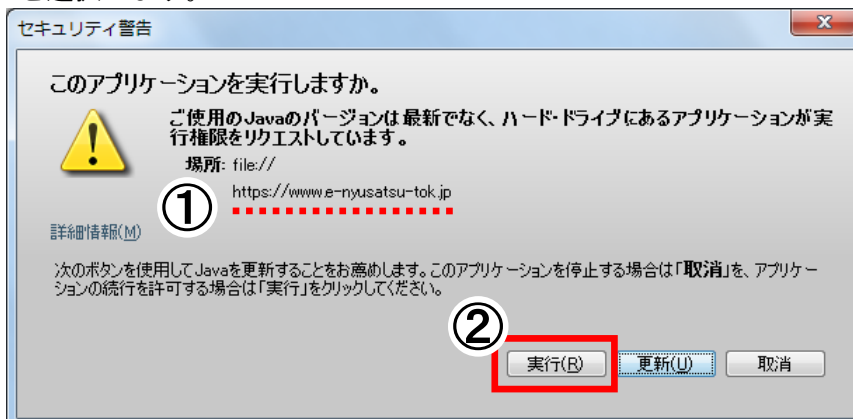 セキュリティ警告
このアプリケーションを実行しますか。
ご使用のJavaのバージョンは最新でなく、ハード・ドライブにあるアプリケーションが実
行権限をリクエストしています。
場所: file://
https://www.e-nyusatsu-tok.jp
①
詳細情報(M)
次のボタンを使用してJavaを更新することをお薦めします。このアプリケーションを停止する場合は「取消」を、アプリケー
ションの続行を許可する場合は「実行」をクリックしてください。
②
実行(R) 更新(U) 取消